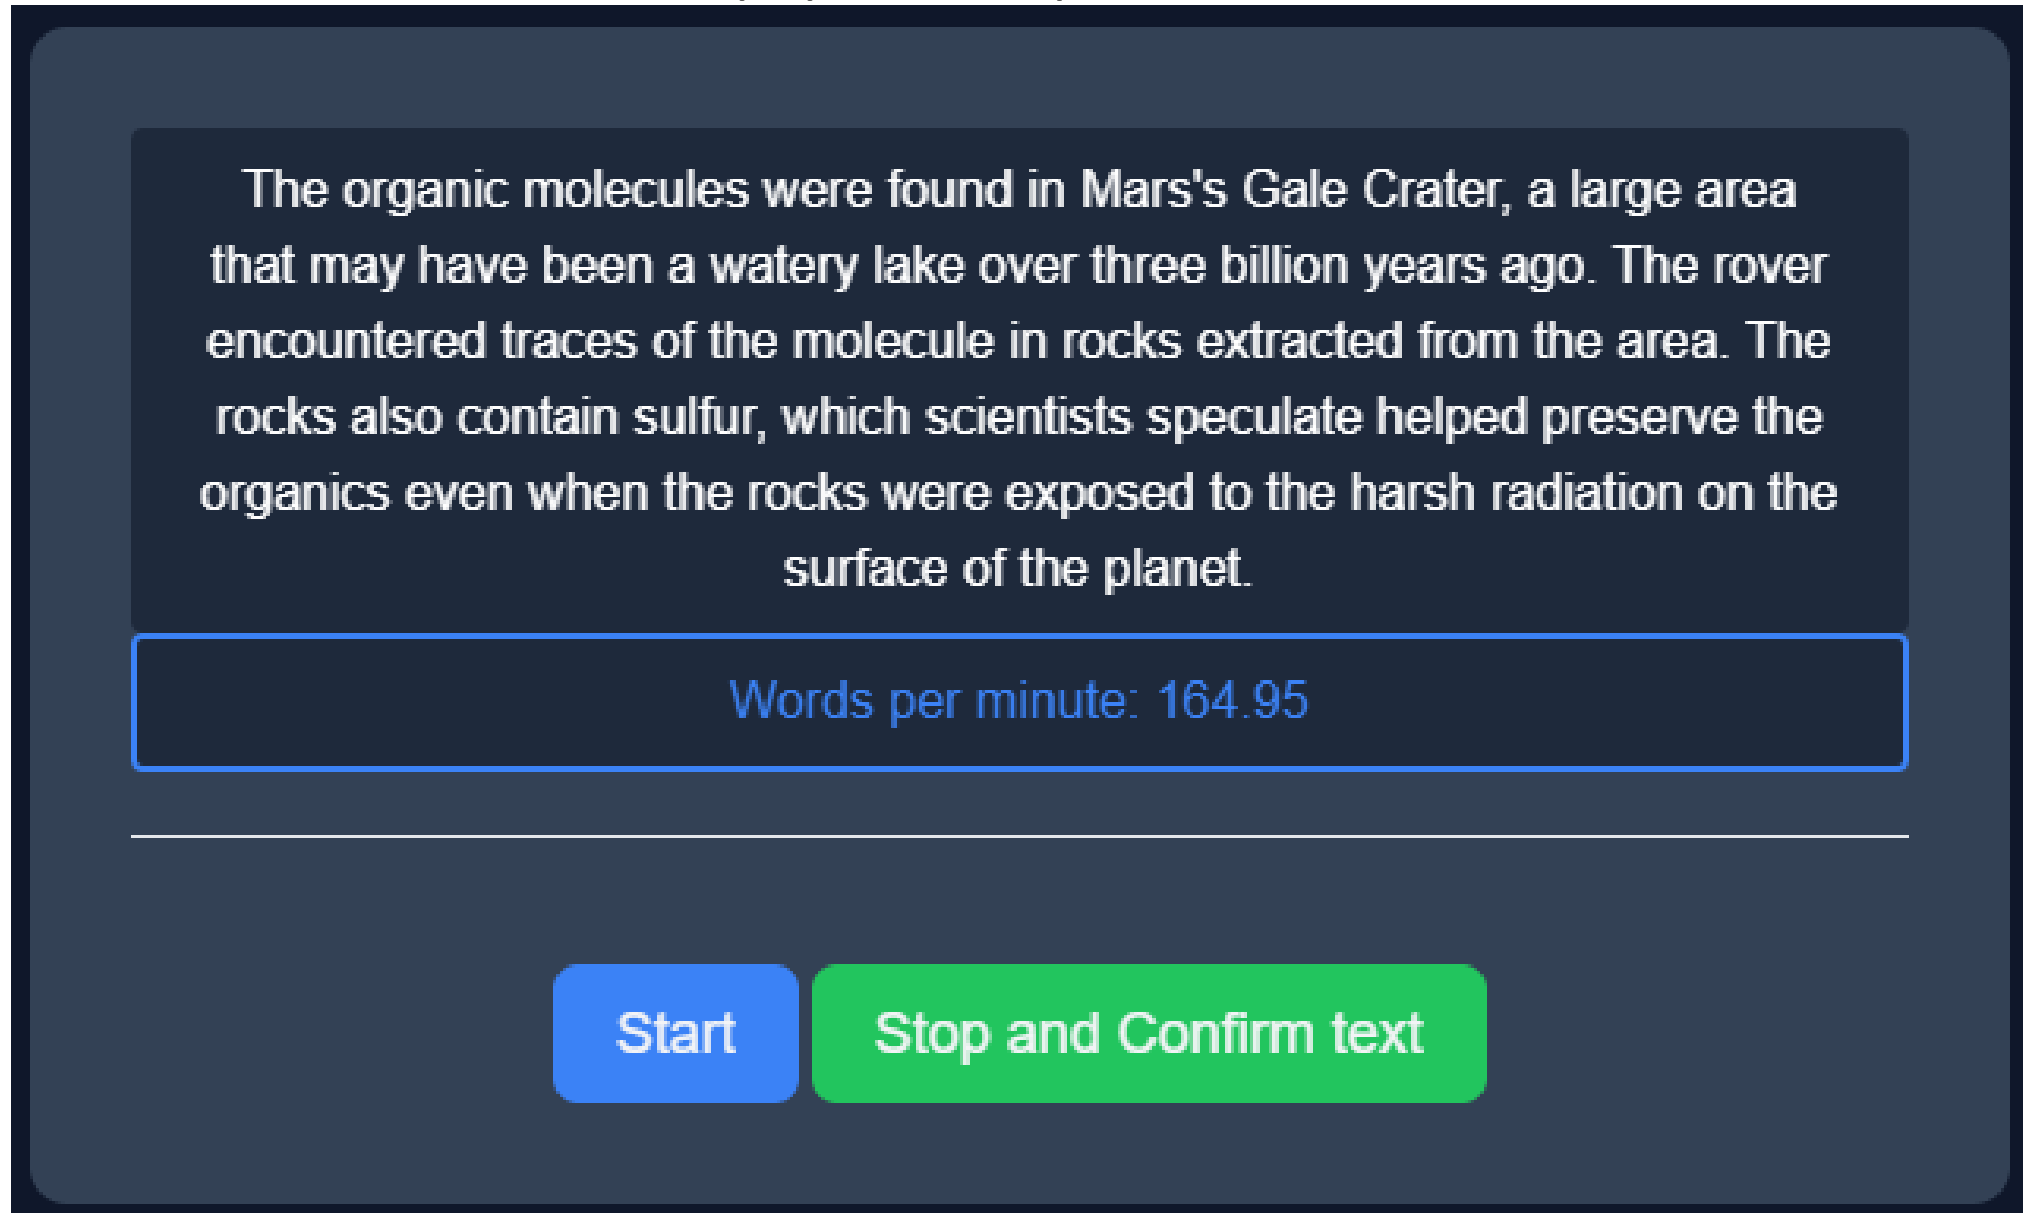 The organic molecules were found in Mars's Gale Crater, a large area
that may have been a watery lake over three billion years ago. The rover
encountered traces of the molecule in rocks extracted from the area. The
rocks also contain sulfur, which scientists speculate helped preserve the
organics even when the rocks were exposed to the harsh radiation on the
surface of the planet.
Words per minute: 164.95
Start
Stop and Confirm text